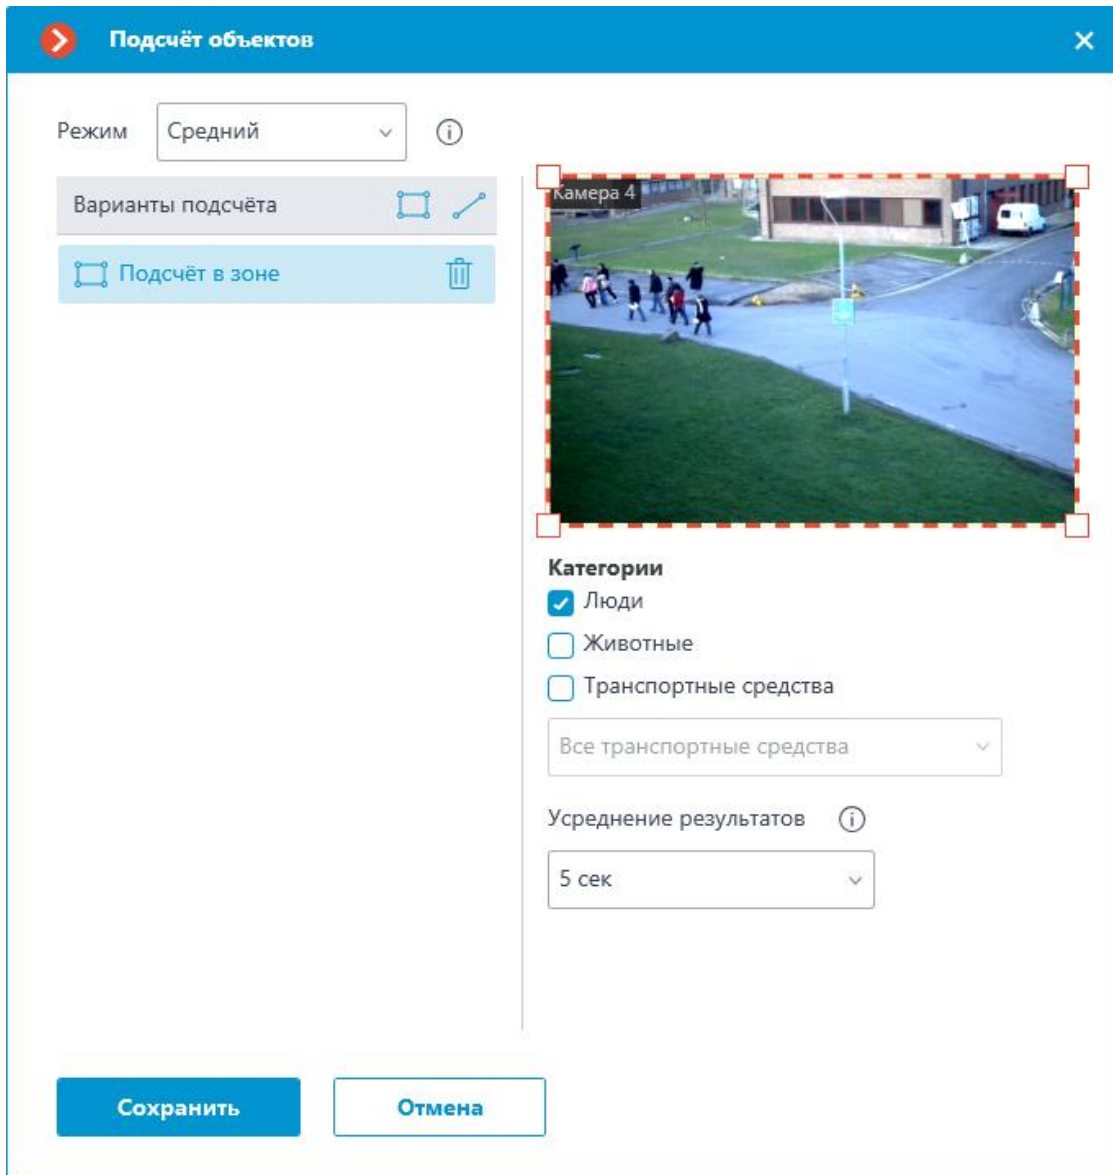 Подсчёт объектов
Режим
Средний
Варианты подсчёта
Подсчёт в зоне
Камера 4
Категории
Люди
Животные
Транспортные средства
Все транспортные средства
Усреднение результатов
5 сек
Сохранить
Отмена